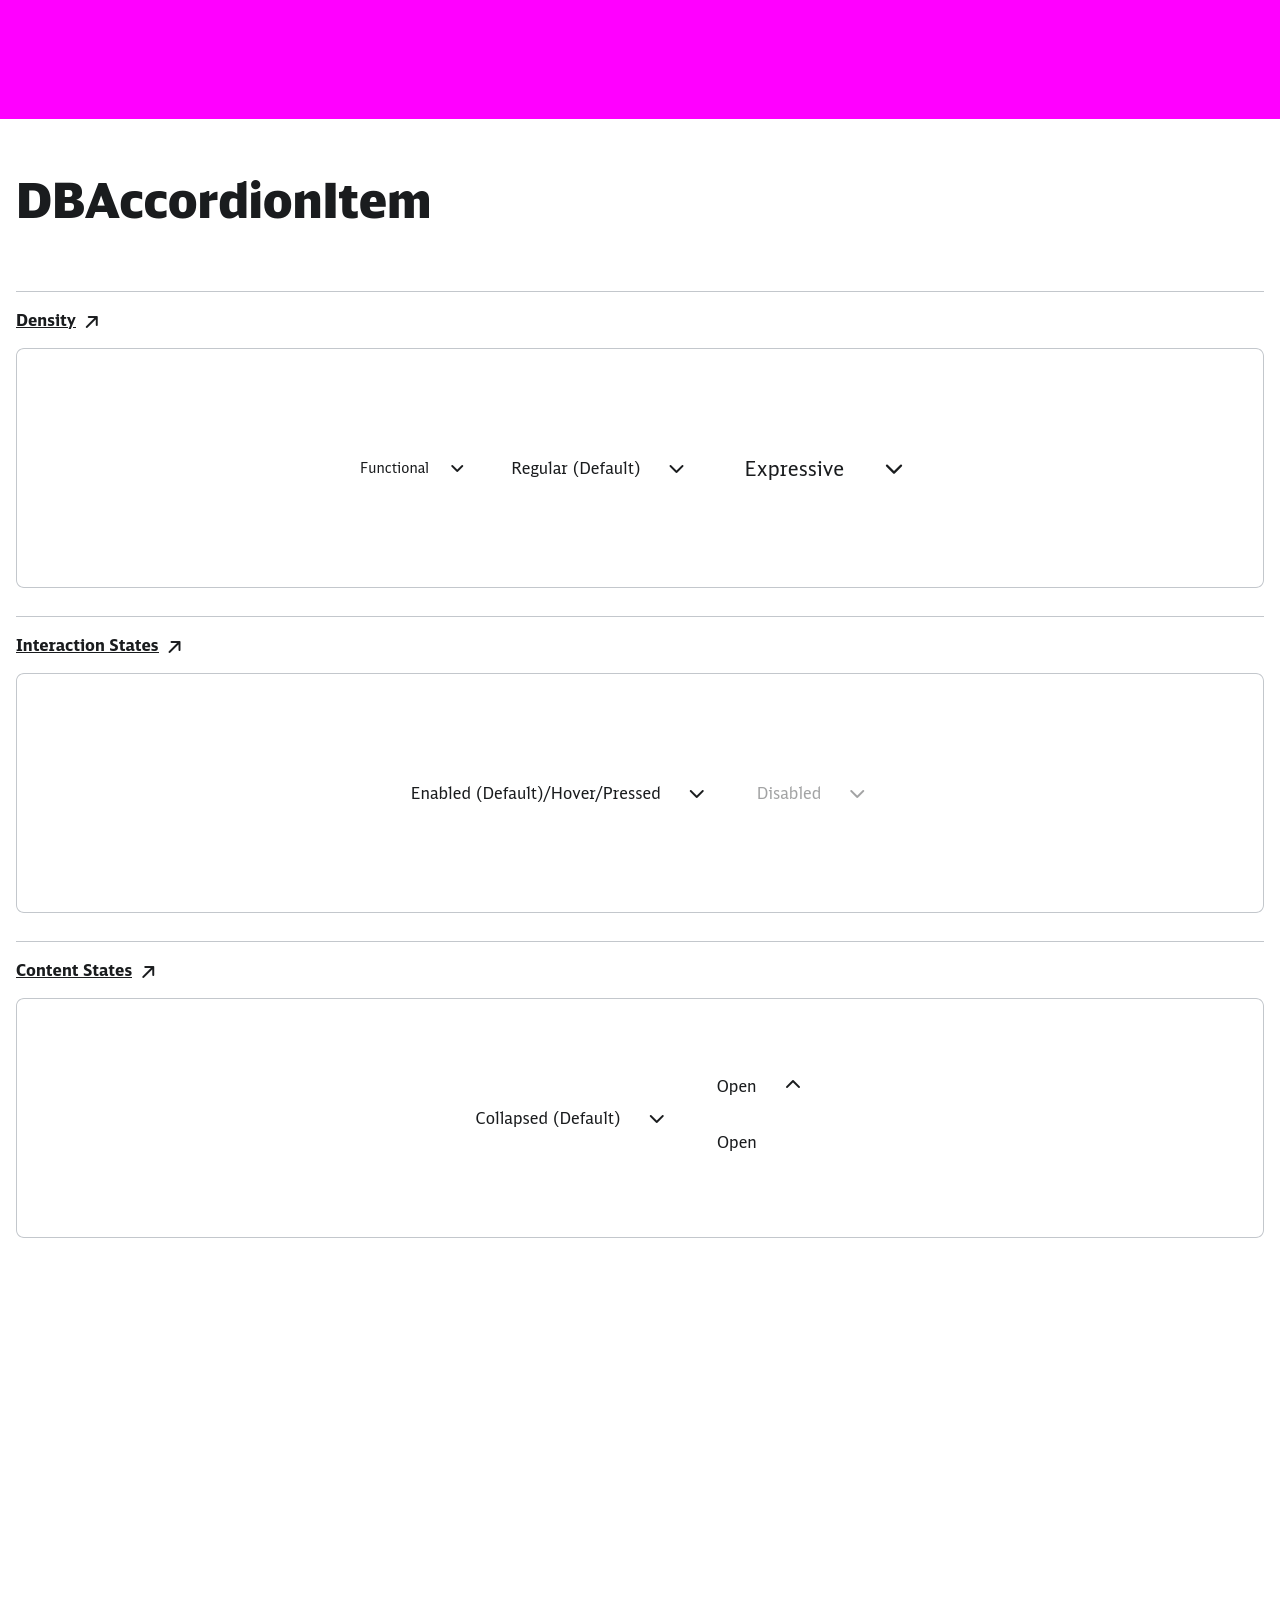 DBAccordionItem
Density
Functional
Regular (Default)
Expressive
Interaction States
Enabled (Default)/Hover/Pressed
Disabled
Content States
Collapsed (Default)
Open
Open